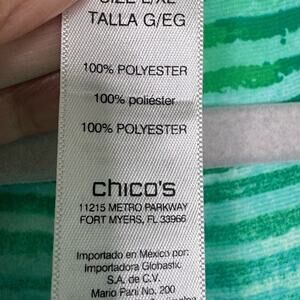 SIZE L/XL
TALLA G/EG
100% POLYESTER
100% poliéster
100% POLYESTER
chico's
11215 METRO PARKWAY
FORT MYERS, FL 33966
Importado en México por:
importadora Globastic
S.A. de C.V.
Mario Pani No. 200